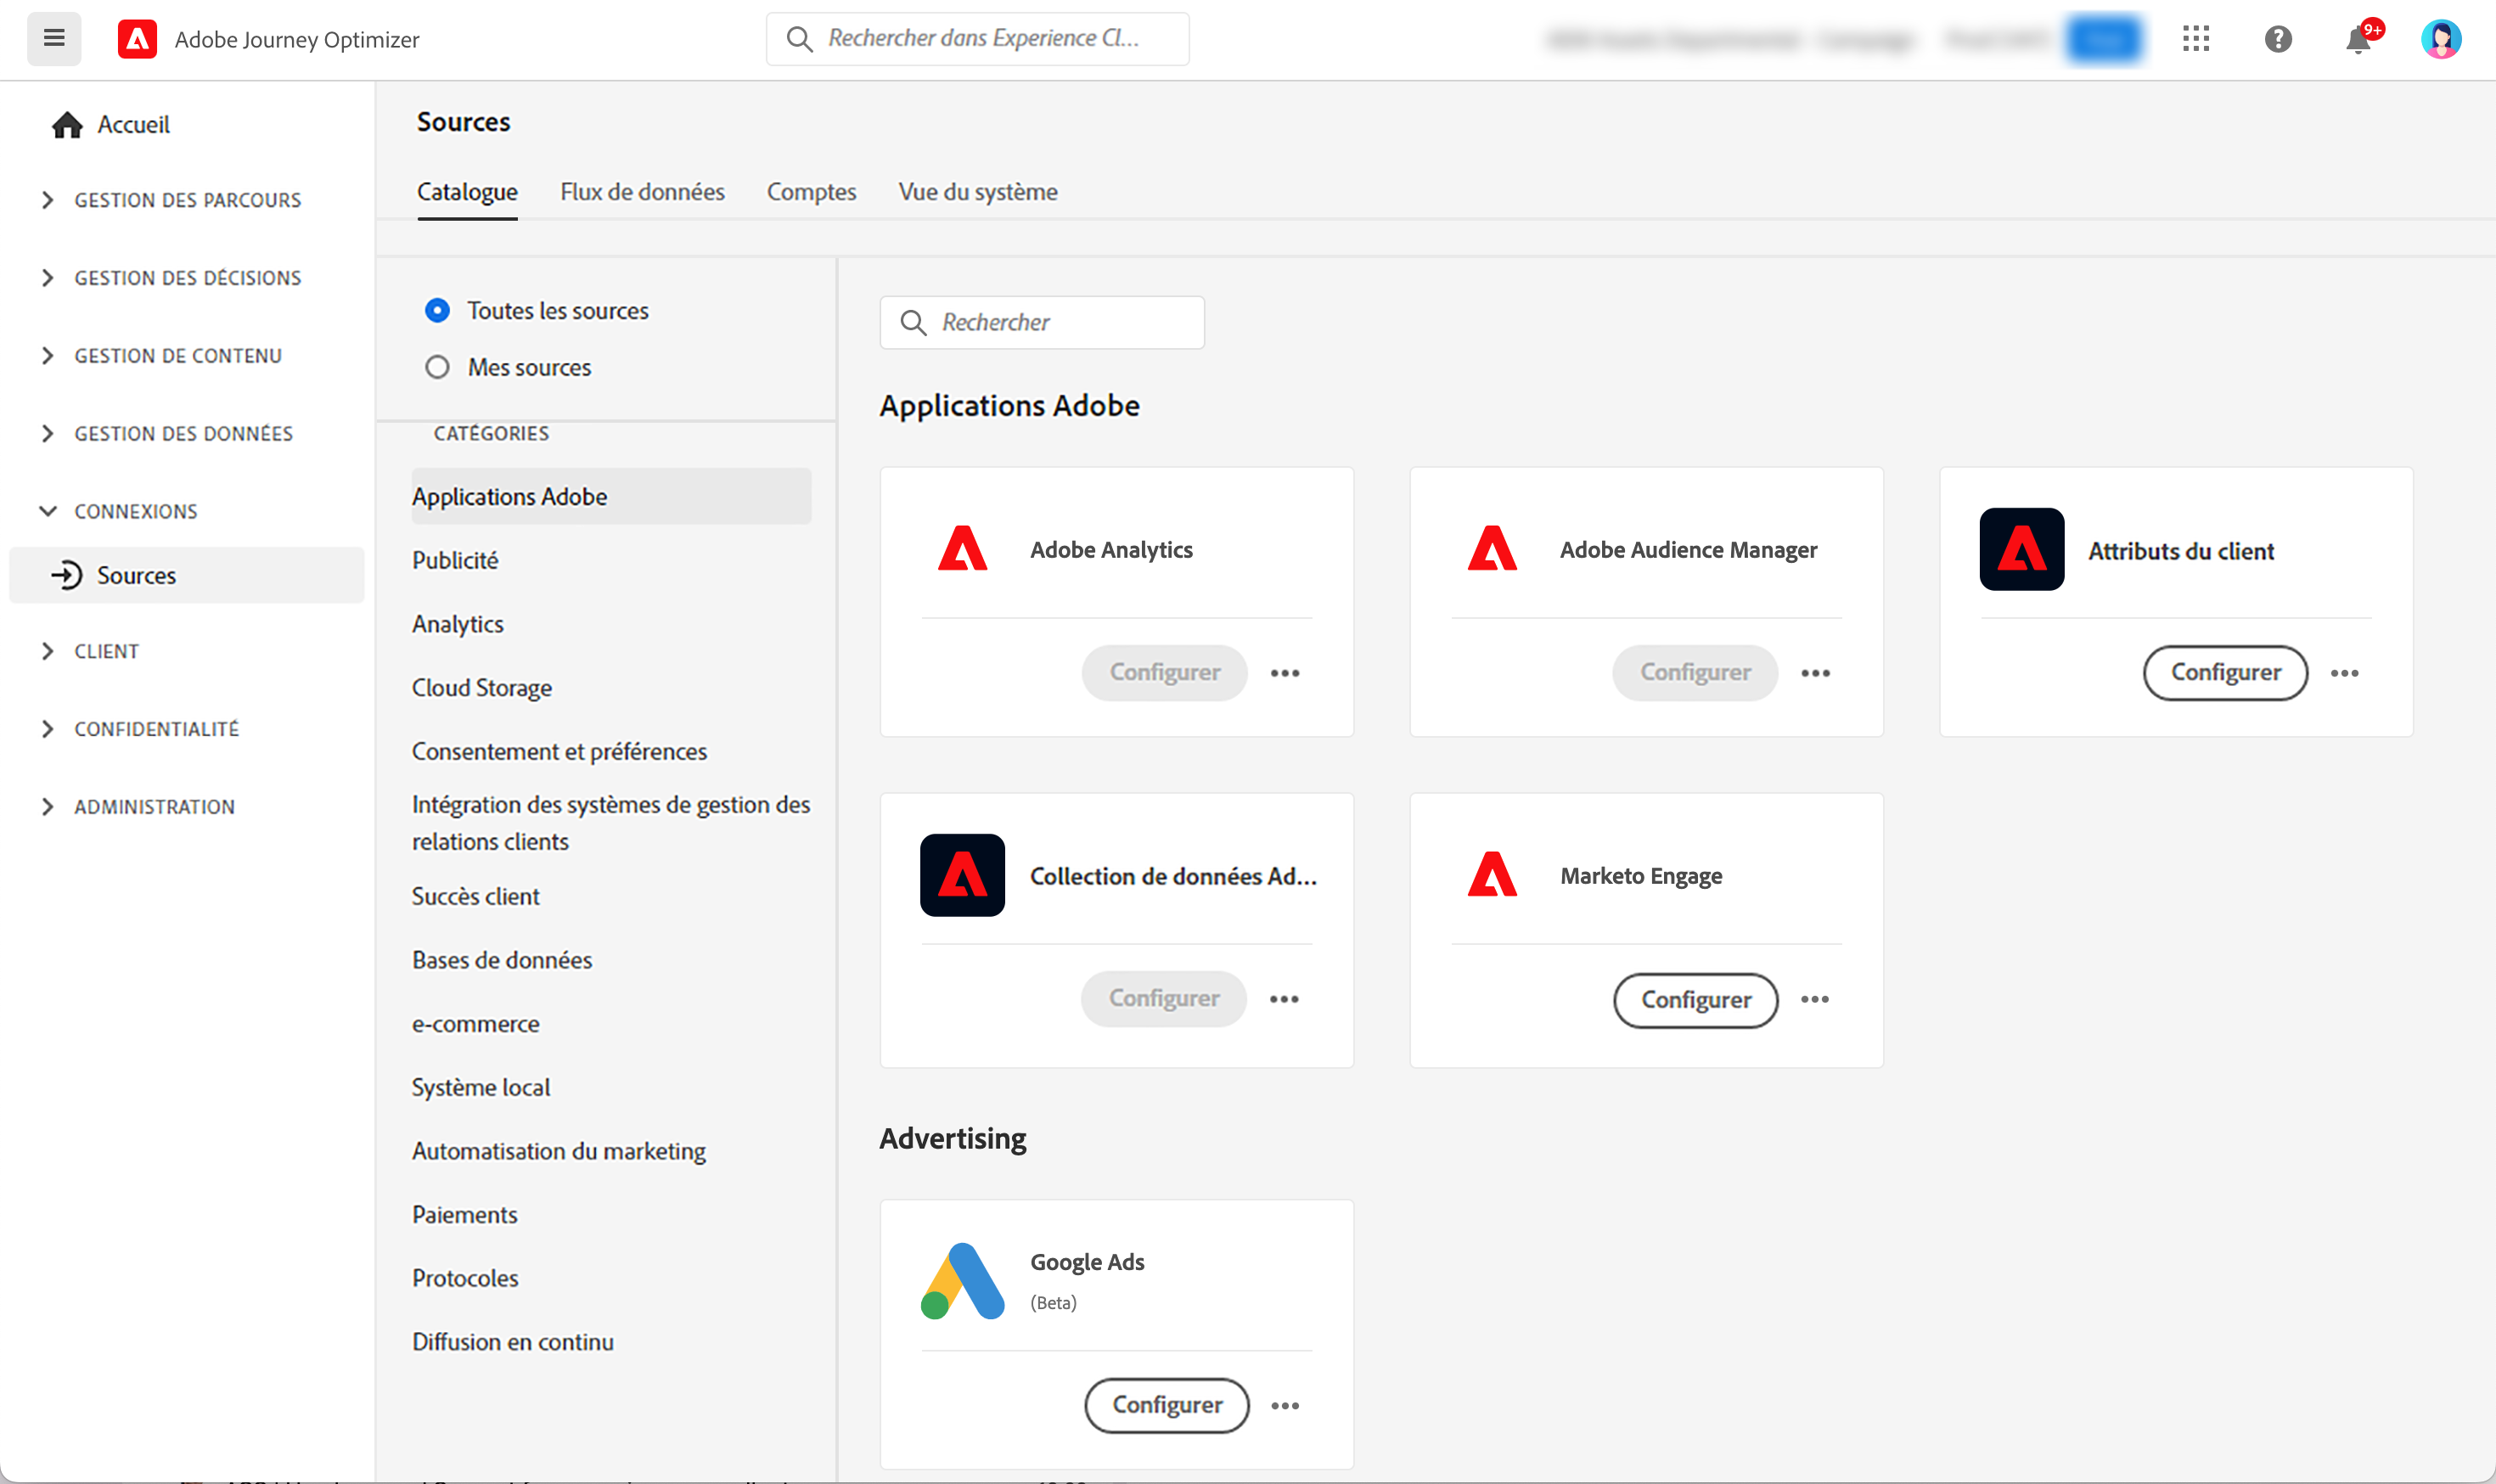 Adobe Journey Optimizer
Rechercher dans Experience Cl...
9+
Accueil
GESTION DES PARCOURS
GESTION DES DÉCISIONS
GESTION DE CONTENU
GESTION DES DONNÉES
CONNEXIONS
Sources
CLIENT
CONFIDENTIALITÉ
ADMINISTRATION
Sources
Catalogue Flux de données Comptes Vue du système
Toutes les sources
Mes sources
CATÉGORIES
Applications Adobe
Publicité
Analytics
Cloud Storage
Consentement et préférences
Intégration des systèmes de gestion des
relations clients
Succès client
Bases de données
e-commerce
Système local
Automatisation du marketing
Paiements
Protocoles
Diffusion en continu
Rechercher
Applications Adobe
Adobe Analytics
Configurer
Adobe Audience Manager
Configurer
Attributs du client
Configurer
Collection de données Ad...
Configurer
Marketo Engage
Configurer
Advertising
Google Ads
(Beta)
Configurer